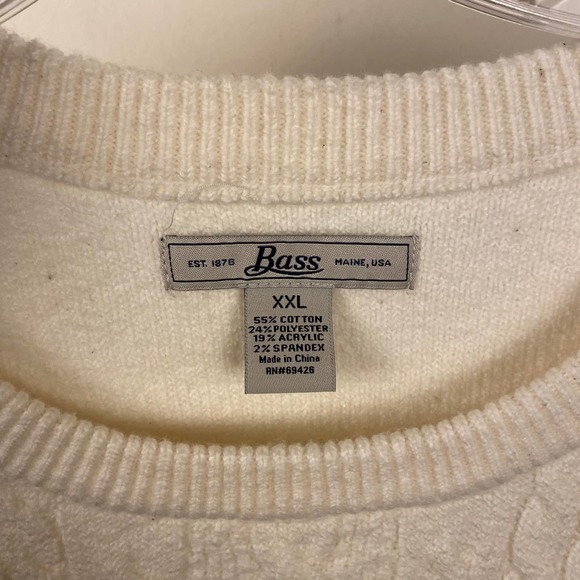 EST. 1876 Bass MAINE, USA
XXL
55% COTTON
24% POLYESTER
19% ACRYLIC
2% SPANDEX
Made in China
RN#69426